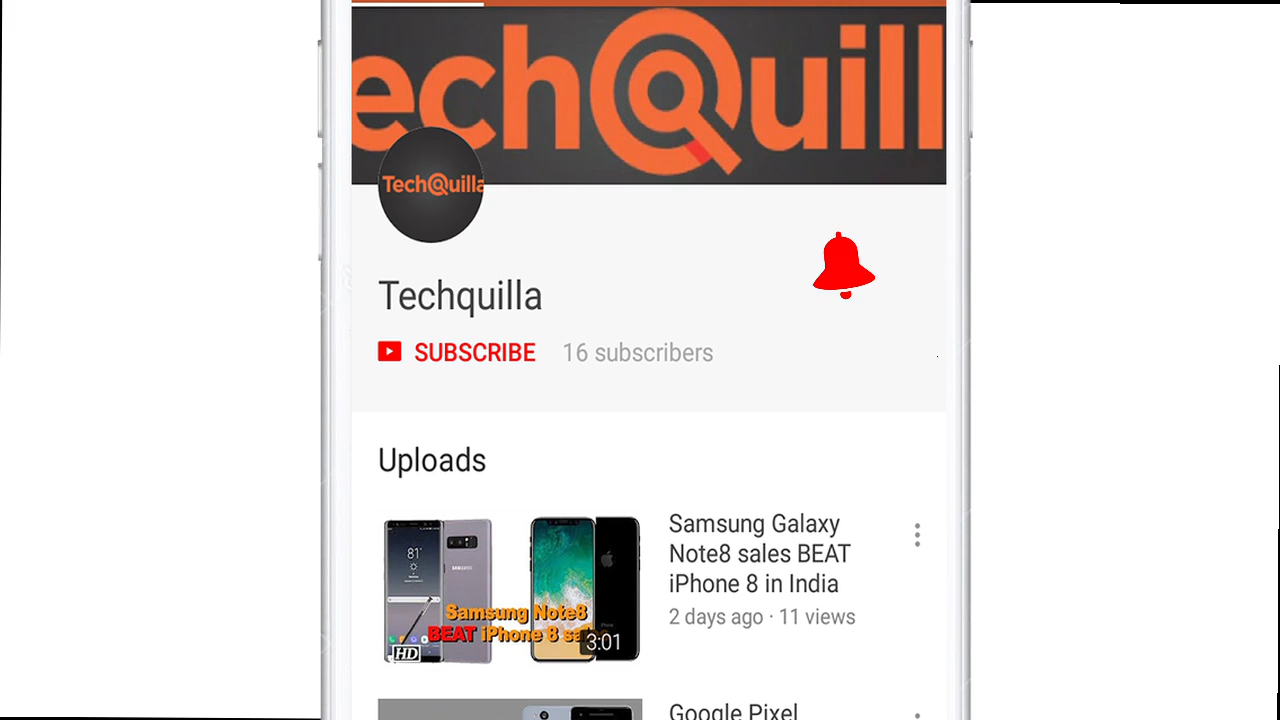 echQuill
TechQuilla
Techquilla
SUBSCRIBE 16 subscribers
Uploads
Samsung Galaxy
Note8 sales BEAT
iPhone 8 in India
2 days ago · 11 views
81°
SAMSUNG
Samsung Note8
BEAT iPhone 8 sa
3:01
HD
Google Pixel